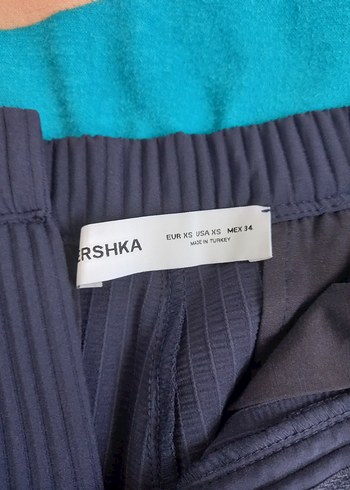 ERSHKA
EUR XS USA XS MEX 34
MADE IN TURKEY